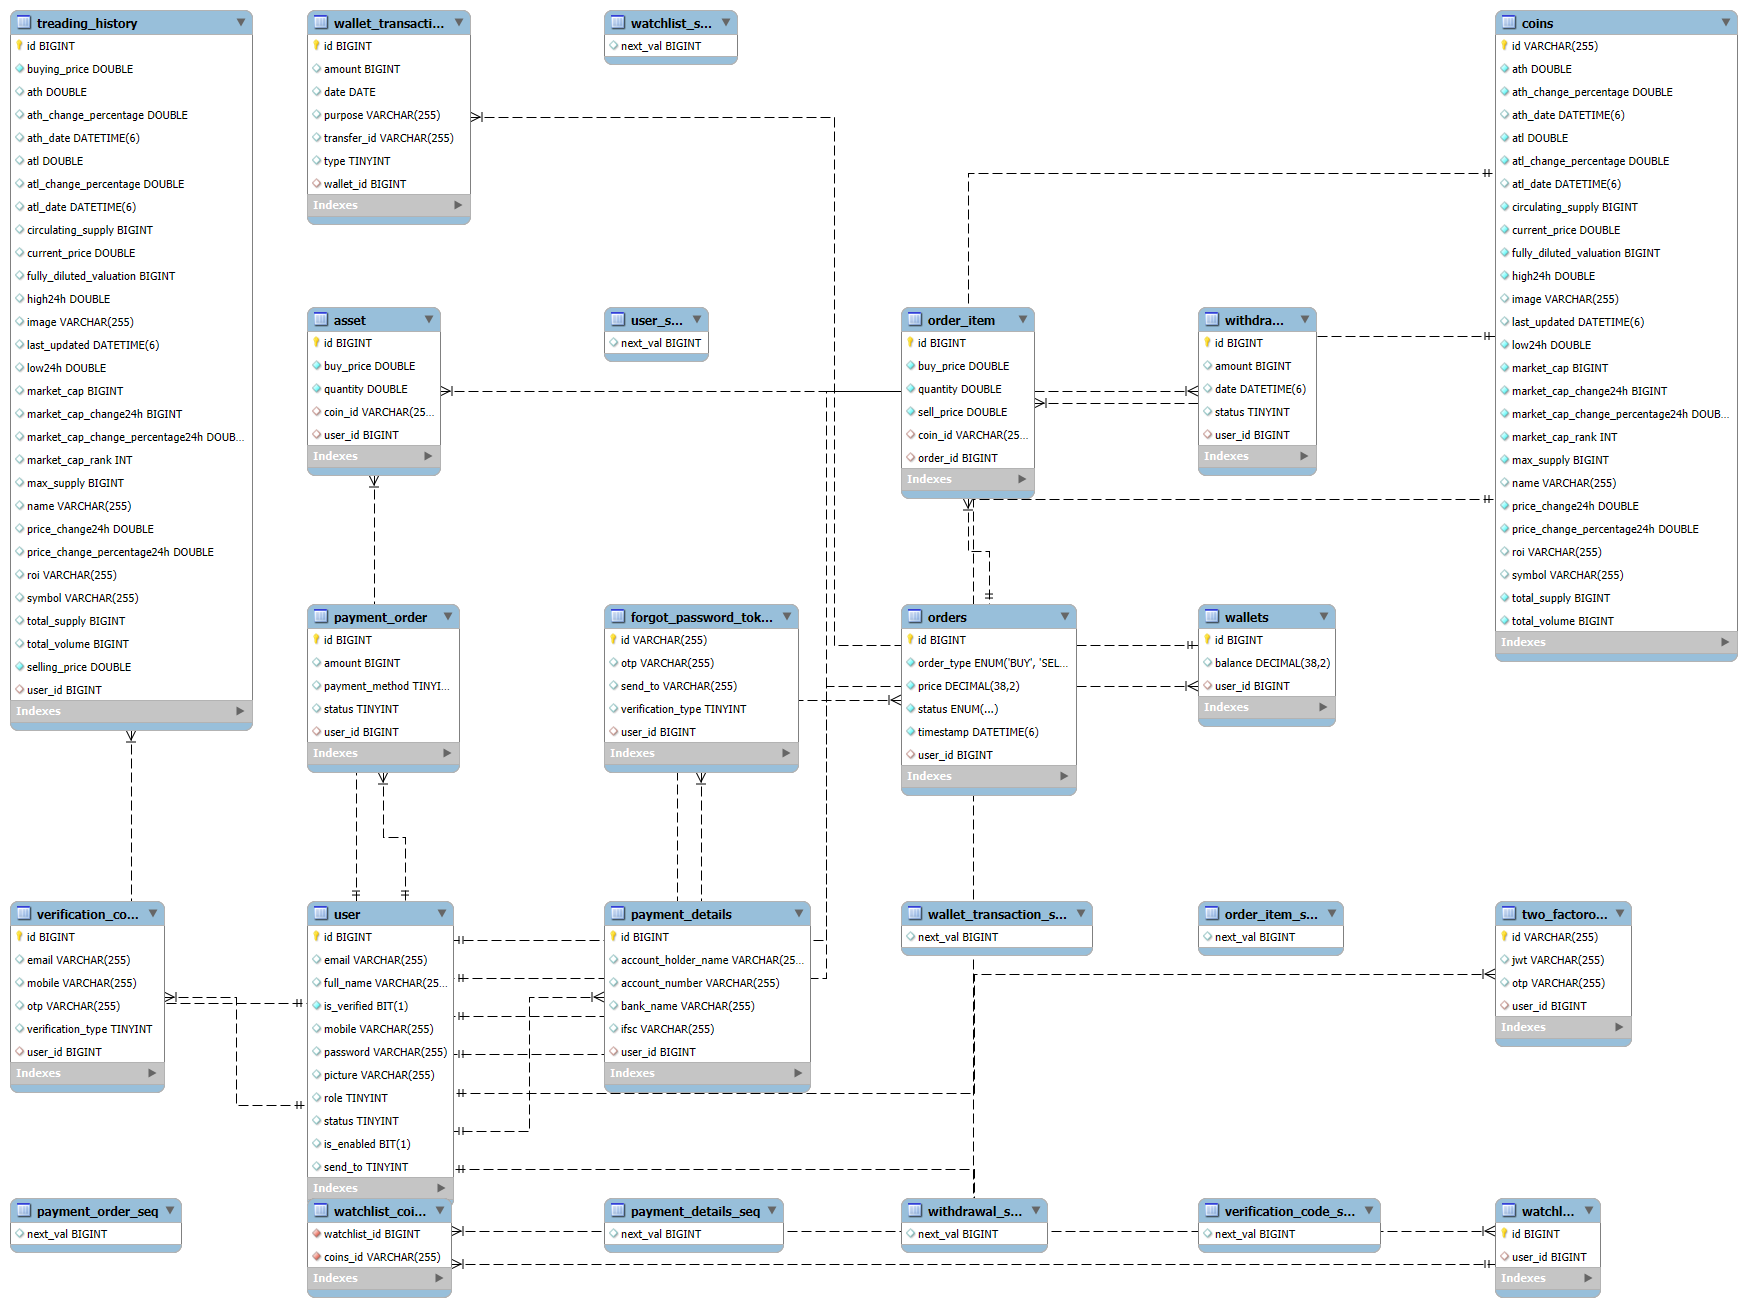 treading_history
id BIGINT
buying_price DOUBLE
ath DOUBLE
ath_change_percentage DOUBLE
ath_date DATETIME(6)
atl DOUBLE
atl_change_percentage DOUBLE
atl_date DATETIME(6)
circulating_supply BIGINT
current_price DOUBLE
fully_diluted_valuation BIGINT
high24h DOUBLE
image VARCHAR(255)
last_updated DATETIME(6)
low24h DOUBLE
market_cap BIGINT
market_cap_change24h BIGINT
market_cap_change_percentage24h DOUB...
market_cap_rank INT
max_supply BIGINT
name VARCHAR(255)
price_change24h DOUBLE
price_change_percentage24h DOUBLE
roi VARCHAR(255)
symbol VARCHAR(255)
total_supply BIGINT
total_volume BIGINT
selling_price DOUBLE
user_id BIGINT
Indexes
wallet_transacti...
id BIGINT
amount BIGINT
date DATE
purpose VARCHAR(255)
transfer_id VARCHAR(255)
type TINYINT
wallet_id BIGINT
Indexes
watchlist_s...
next_val BIGINT
coins
id VARCHAR(255)
ath DOUBLE
ath_change_percentage DOUBLE
ath_date DATETIME(6)
atl DOUBLE
atl_change_percentage DOUBLE
atl_date DATETIME(6)
circulating_supply BIGINT
current_price DOUBLE
fully_diluted_valuation BIGINT
high24h DOUBLE
image VARCHAR(255)
last_updated DATETIME(6)
low24h DOUBLE
market_cap BIGINT
market_cap_change24h BIGINT
market_cap_change_percentage24h DOUB...
market_cap_rank INT
max_supply BIGINT
name VARCHAR(255)
price_change24h DOUBLE
price_change_percentage24h DOUBLE
roi VARCHAR(255)
symbol VARCHAR(255)
total_supply BIGINT
total_volume BIGINT
Indexes
asset
id BIGINT
buy_price DOUBLE
quantity DOUBLE
coin_id VARCHAR(25...
user_id BIGINT
Indexes
user_s...
next_val BIGINT
order_item
id BIGINT
buy_price DOUBLE
quantity DOUBLE
sell_price DOUBLE
coin_id VARCHAR(25...
order_id BIGINT
Indexes
withdra...
id BIGINT
amount BIGINT
date DATETIME(6)
status TINYINT
user_id BIGINT
Indexes
payment_order
id BIGINT
amount BIGINT
payment_method TINYI...
status TINYINT
user_id BIGINT
Indexes
forgot_password_tok...
id VARCHAR(255)
otp VARCHAR(255)
send_to VARCHAR(255)
verification_type TINYINT
user_id BIGINT
Indexes
orders
id BIGINT
order_type ENUM('BUY', 'SEL...
price DECIMAL(38,2)
status ENUM(...)
timestamp DATETIME(6)
user_id BIGINT
Indexes
wallets
id BIGINT
balance DECIMAL(38,2)
user_id BIGINT
Indexes
verification_co...
id BIGINT
email VARCHAR(255)
mobile VARCHAR(255)
otp VARCHAR(255)
verification_type TINYINT
user_id BIGINT
Indexes
user
id BIGINT
email VARCHAR(255)
full_name VARCHAR(25...
is_verified BIT(1)
mobile VARCHAR(255)
password VARCHAR(255)
picture VARCHAR(255)
role TINYINT
status TINYINT
is_enabled BIT(1)
send_to TINYINT
Indexes
payment_details
id BIGINT
account_holder_name VARCHAR(25...
account_number VARCHAR(255)
bank_name VARCHAR(255)
ifsc VARCHAR(255)
user_id BIGINT
Indexes
wallet_transaction_s...
next_val BIGINT
order_item_s...
next_val BIGINT
two_factoro...
id VARCHAR(255)
jwt VARCHAR(255)
otp VARCHAR(255)
user_id BIGINT
Indexes
payment_order_seq
next_val BIGINT
watchlist_coi...
watchlist_id BIGINT
coins_id VARCHAR(255)
Indexes
payment_details_seq
next_val BIGINT
withdrawal_s...
next_val BIGINT
verification_code_s...
next_val BIGINT
watchl...
id BIGINT
user_id BIGINT
Indexes